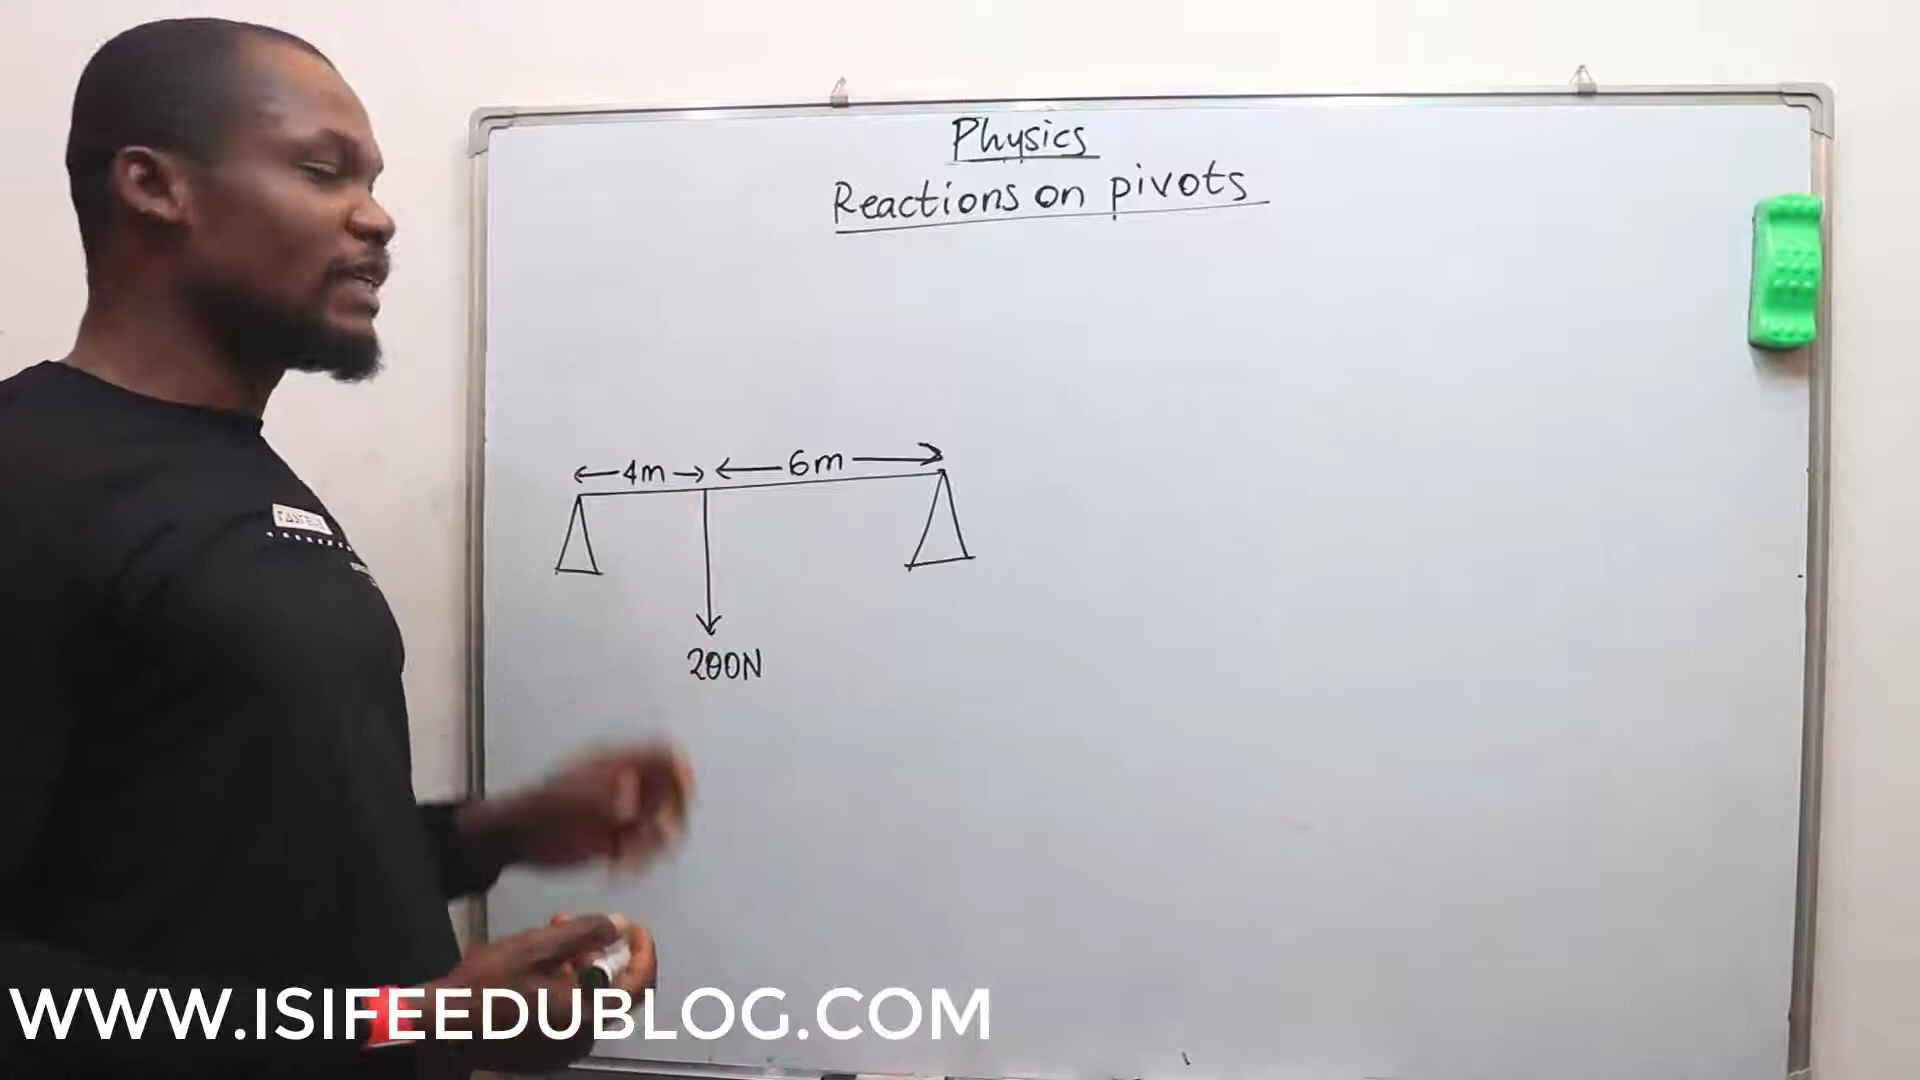 Physics
Reactions on pivots
4m 6m
200N
WWW.ISIFEEDUBLOG.COM